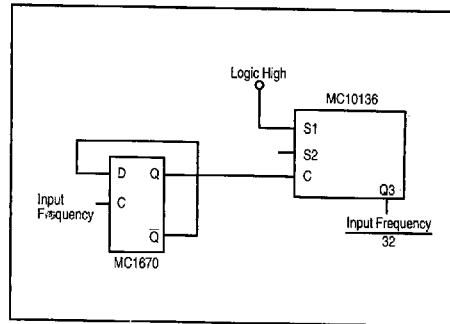 Logic High
MC10136
S1
S2
C
Q3
D Q
C
Q
Input
Frequency
MC1670
Input Frequency
32